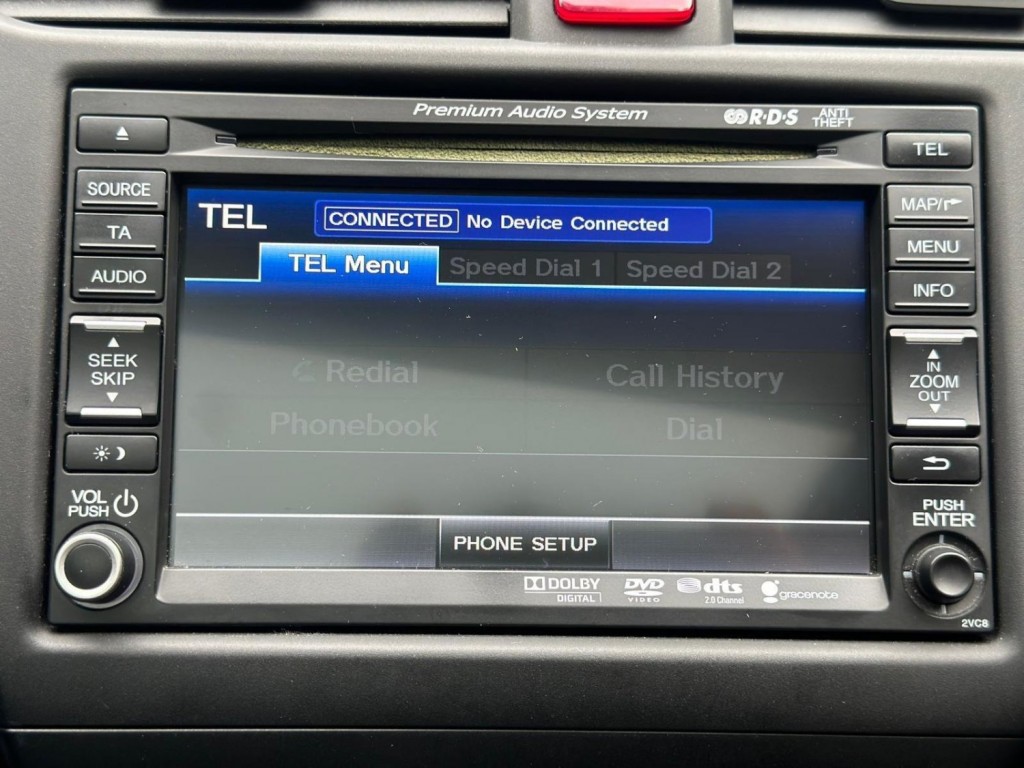 Premium Audio System
R·D·S
ANTI
THEFT
TEL
SOURCE
TA
AUDIO
SEEK
SKIP
VOL
PUSH
TEL
CONNECTED No Device Connected
TEL Menu Speed Dial 1 Speed Dial 2
Redial Call History
Phonebook Dial
PHONE SETUP
MAP/
MENU
INFO
IN
ZOOM
OUT
PUSH
ENTER
DOLBY
DIGITAL
DVD
VIDEO
dts
2.0 Channel
gracenote
2VC8